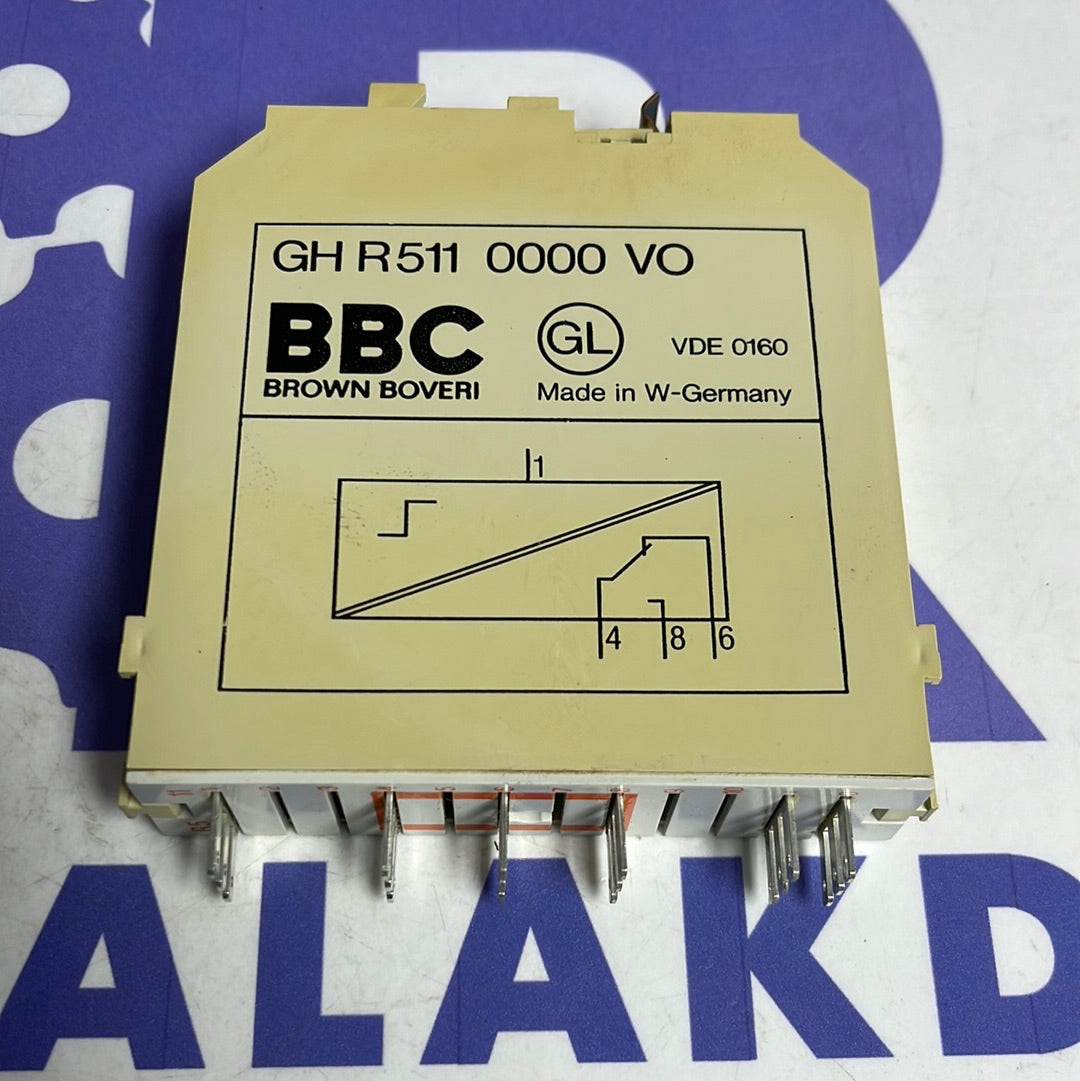 GH R511 0000 VO
BBC
BROWN BOVERI
GL
VDE 0160
Made in W-Germany
1
4 8 6
ALAKD